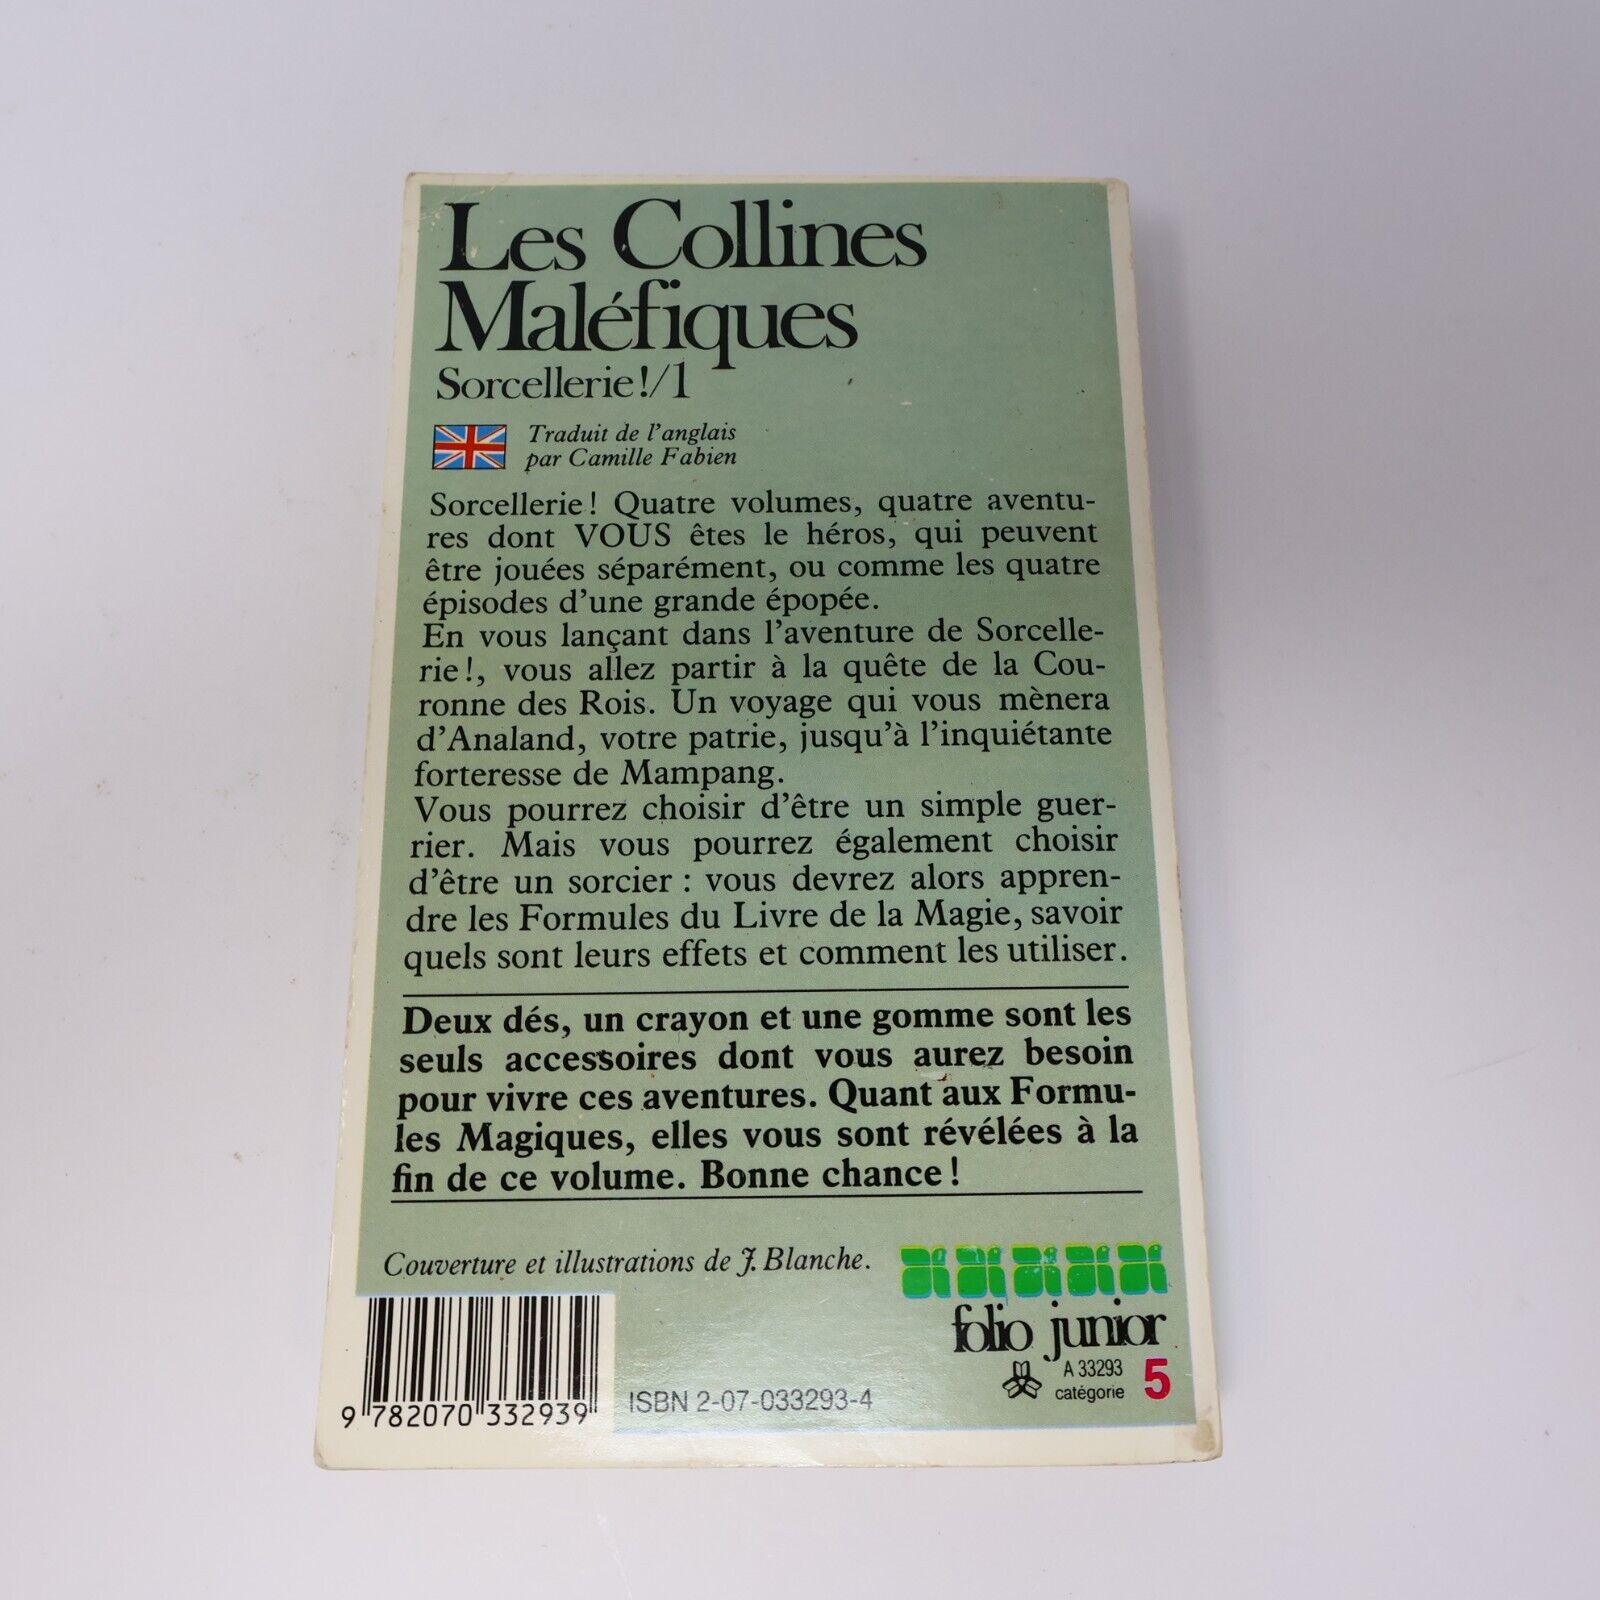 Les Collines
Maléfiques
Sorcellerie!/1
Traduit de l'anglais
par Camille Fabien
Sorcellerie! Quatre volumes, quatre aventu-
res dont VOUS êtes le héros, qui peuvent
être jouées séparément, ou comme les quatre
épisodes d'une grande épopée.
En vous lançant dans l'aventure de Sorcelle-
rie!, vous allez partir à la quête de la Cou-
ronne des Rois. Un voyage qui vous mènera
d'Analand, votre patrie, jusqu'à l'inquiétante
forteresse de Mampang.
Vous pourrez choisir d'être un simple guer-
rier. Mais vous pourrez également choisir
d'être un sorcier : vous devrez alors appren-
dre les Formules du Livre de la Magie, savoir
quels sont leurs effets et comment les utiliser.
Deux dés, un crayon et une gomme sont les
seuls accessoires dont vous aurez besoin
pour vivre ces aventures. Quant aux Formu-
les Magiques, elles vous sont révélées à la
fin de ce volume. Bonne chance!
Couverture et illustrations de J. Blanche.
folio junior
A 33293
catégorie 5
ISBN 2-07-033293-4
9 782070 332939